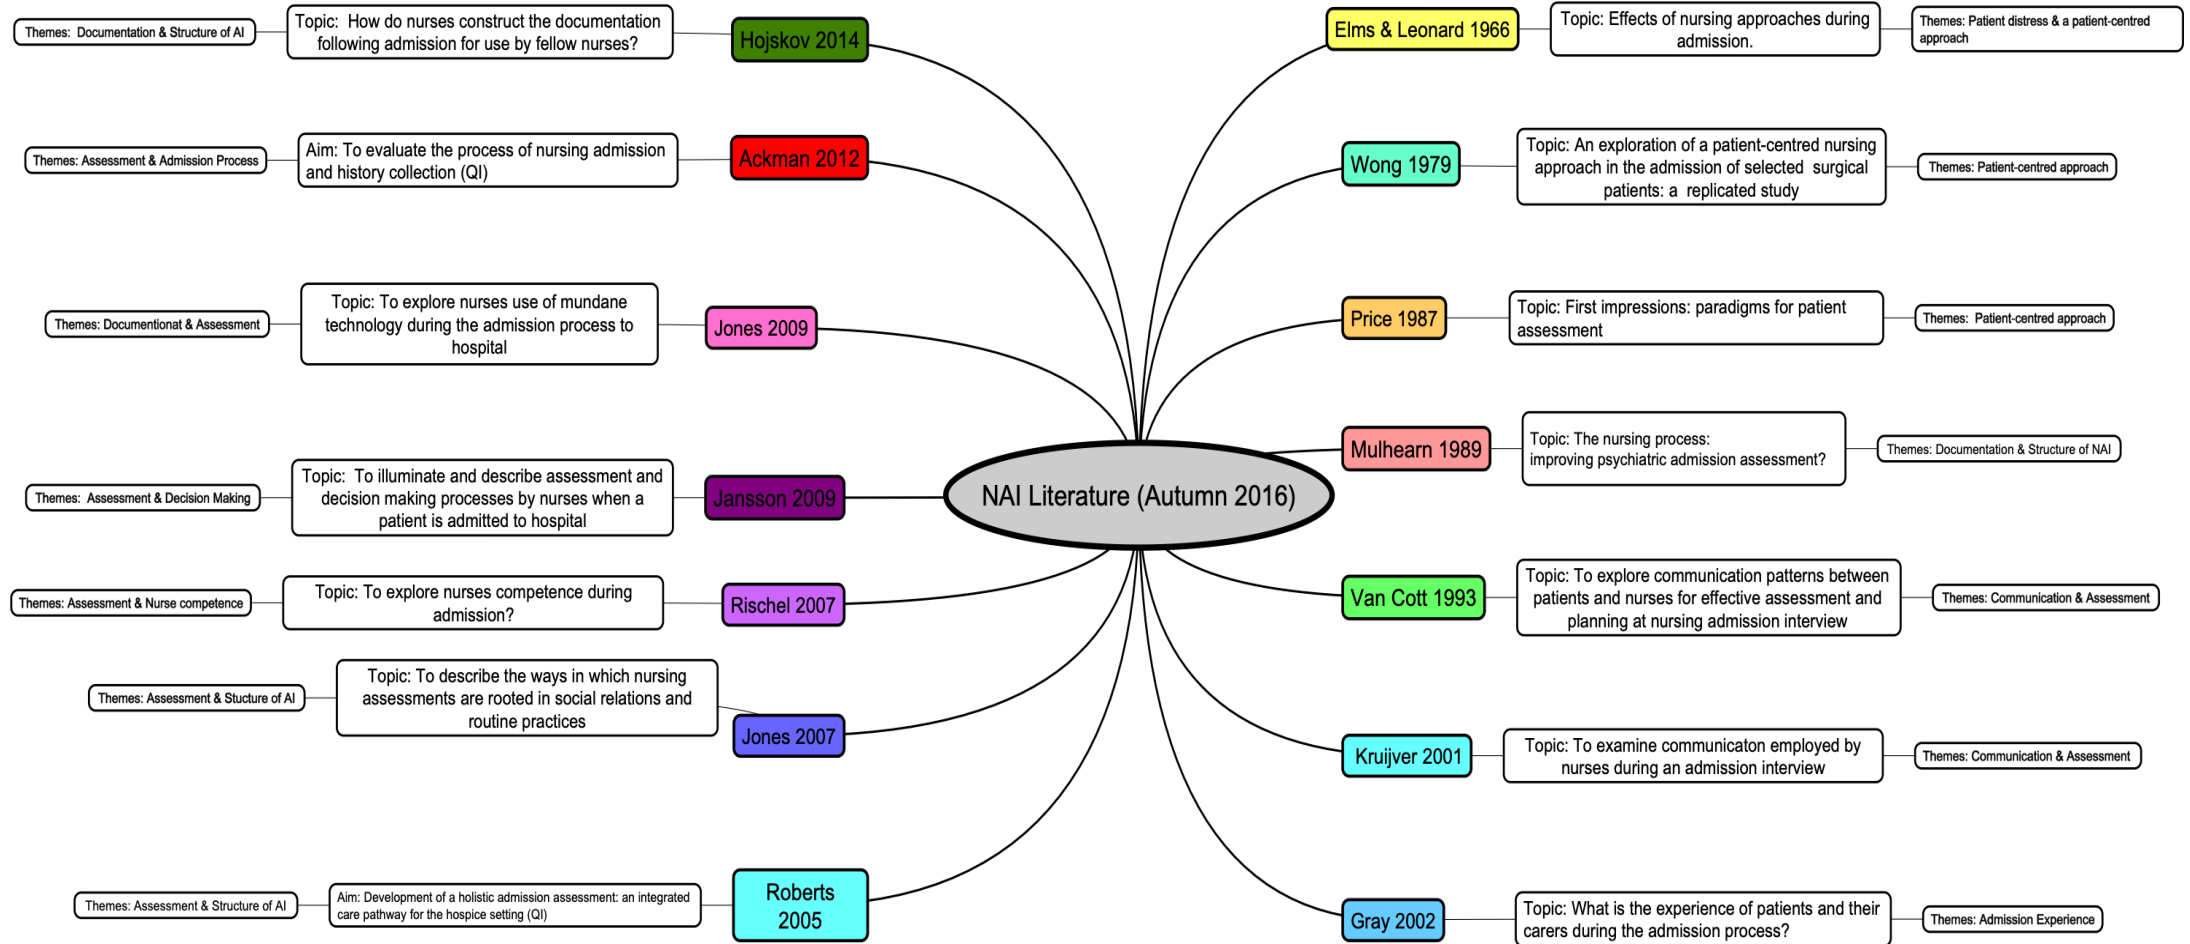 Themes:  Documentation & Structure of AI
Topic:  How do nurses construct the documentation
following admission for use by fellow nurses?
Hojskov 2014
Themes: Assessment & Admission Process
Aim: To evaluate the process of nursing admission
and history collection (QI)
Ackman 2012
Themes: Documentionat & Assessment
Topic: To explore nurses use of mundane
technology during the admission process to
hospital
Jones 2009
Themes:  Assessment & Decision Making
Topic:  To illuminate and describe assessment and
decision making processes by nurses when a
patient is admitted to hospital
Jansson 2009
Themes: Assessment & Nurse competence
Topic: To explore nurses competence during
admission?
Rischel 2007
Themes: Assessment & Stucture of AI
Topic: To describe the ways in which nursing
assessments are rooted in social relations and
routine practices
Jones 2007
Themes: Assessment & Structure of AI
Aim: Development of a holistic admission assessment: an integrated
care pathway for the hospice setting (QI)
Roberts
2005
NAI Literature (Autumn 2016)
Elms & Leonard 1966
Topic: Effects of nursing approaches during
admission.
Themes: Patient distress & a patient-centred
approach
Wong 1979
Topic: An exploration of a patient-centred nursing
approach in the admission of selected  surgical
patients: a  replicated study
Themes: Patient-centred approach
Price 1987
Topic: First impressions: paradigms for patient
assessment
Themes:  Patient-centred approach
Mulhearn 1989
Topic: The nursing process:
improving psychiatric admission assessment?
Themes: Documentation & Structure of NAI
Van Cott 1993
Topic: To explore communication patterns between
patients and nurses for effective assessment and
planning at nursing admission interview
Themes: Communication & Assessment
Kruijver 2001
Topic: To examine communicaton employed by
nurses during an admission interview
Themes: Communication & Assessment
Gray 2002
Topic: What is the experience of patients and their
carers during the admission process?
Themes: Admission Experience